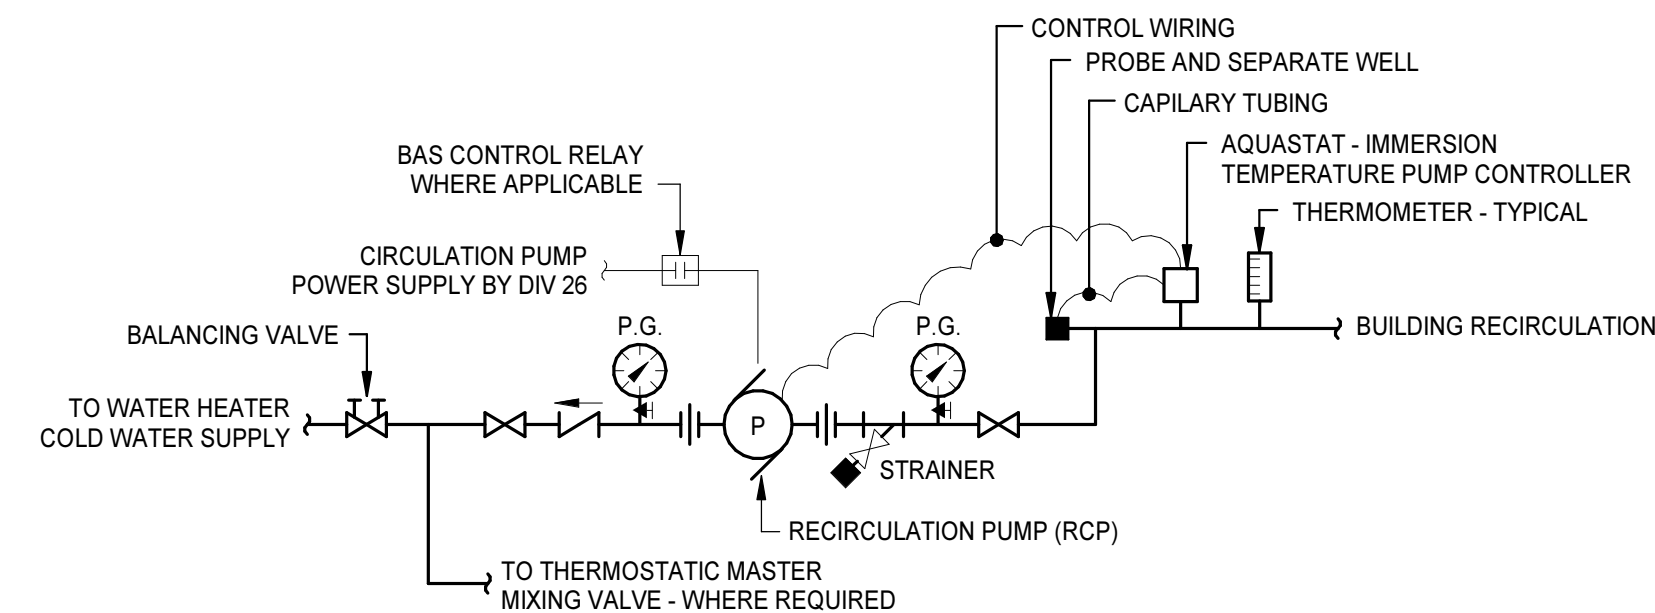 CONTROL WIRING
PROBE AND SEPARATE WELL
CAPILARY TUBING
AQUASTAT - IMMERSION
TEMPERATURE PUMP CONTROLLER
THERMOMETER - TYPICAL
BAS CONTROL RELAY
WHERE APPLICABLE
CIRCULATION PUMP
POWER SUPPLY BY DIV 26
BUILDING RECIRCULATION
BALANCING VALVE
P.G.
P.G.
TO WATER HEATER
COLD WATER SUPPLY
P
STRAINER
RECIRCULATION PUMP (RCP)
TO THERMOSTATIC MASTER
MIXING VALVE - WHERE REQUIRED